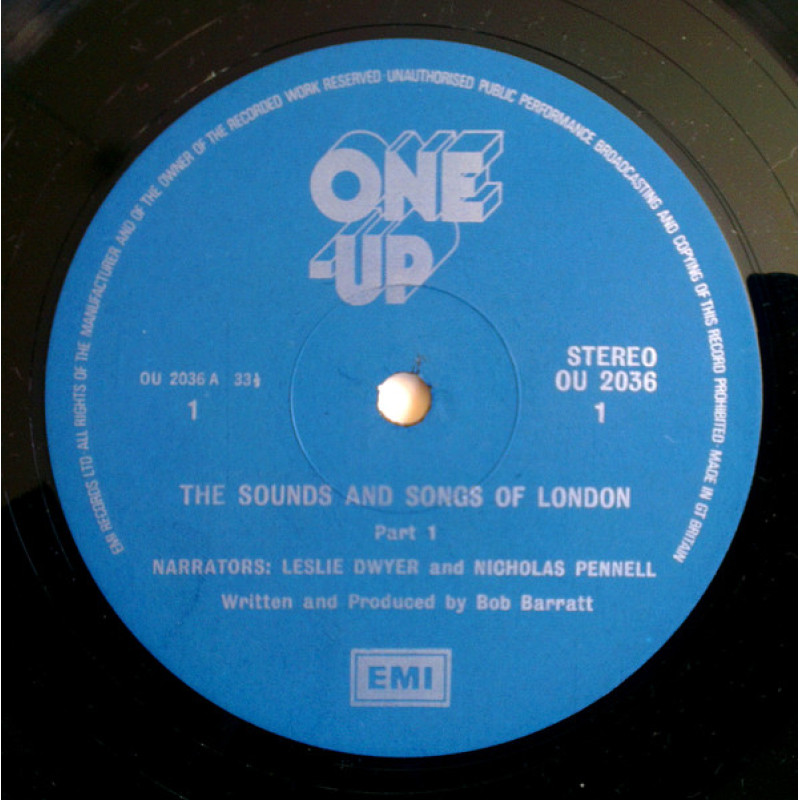 EMI RECORDS LTD ALL RIGHTS OF THE MANUFACTURER AND OF THE OWNER OF THE RECORDED WORK RESERVED · UNAUTHORISED PUBLIC PERFORMANCE BROADCASTING AND COPYING OF THIS RECORD PROHIBITED · MADE IN GT BRITAIN
ONE
-UP
STEREO
OU 2036 A 33⅓
OU 2036
1
1
THE SOUNDS AND SONGS OF LONDON
Part 1
NARRATORS: LESLIE DWYER and NICHOLAS PENNELL
Written and Produced by Bob Barratt
EMI